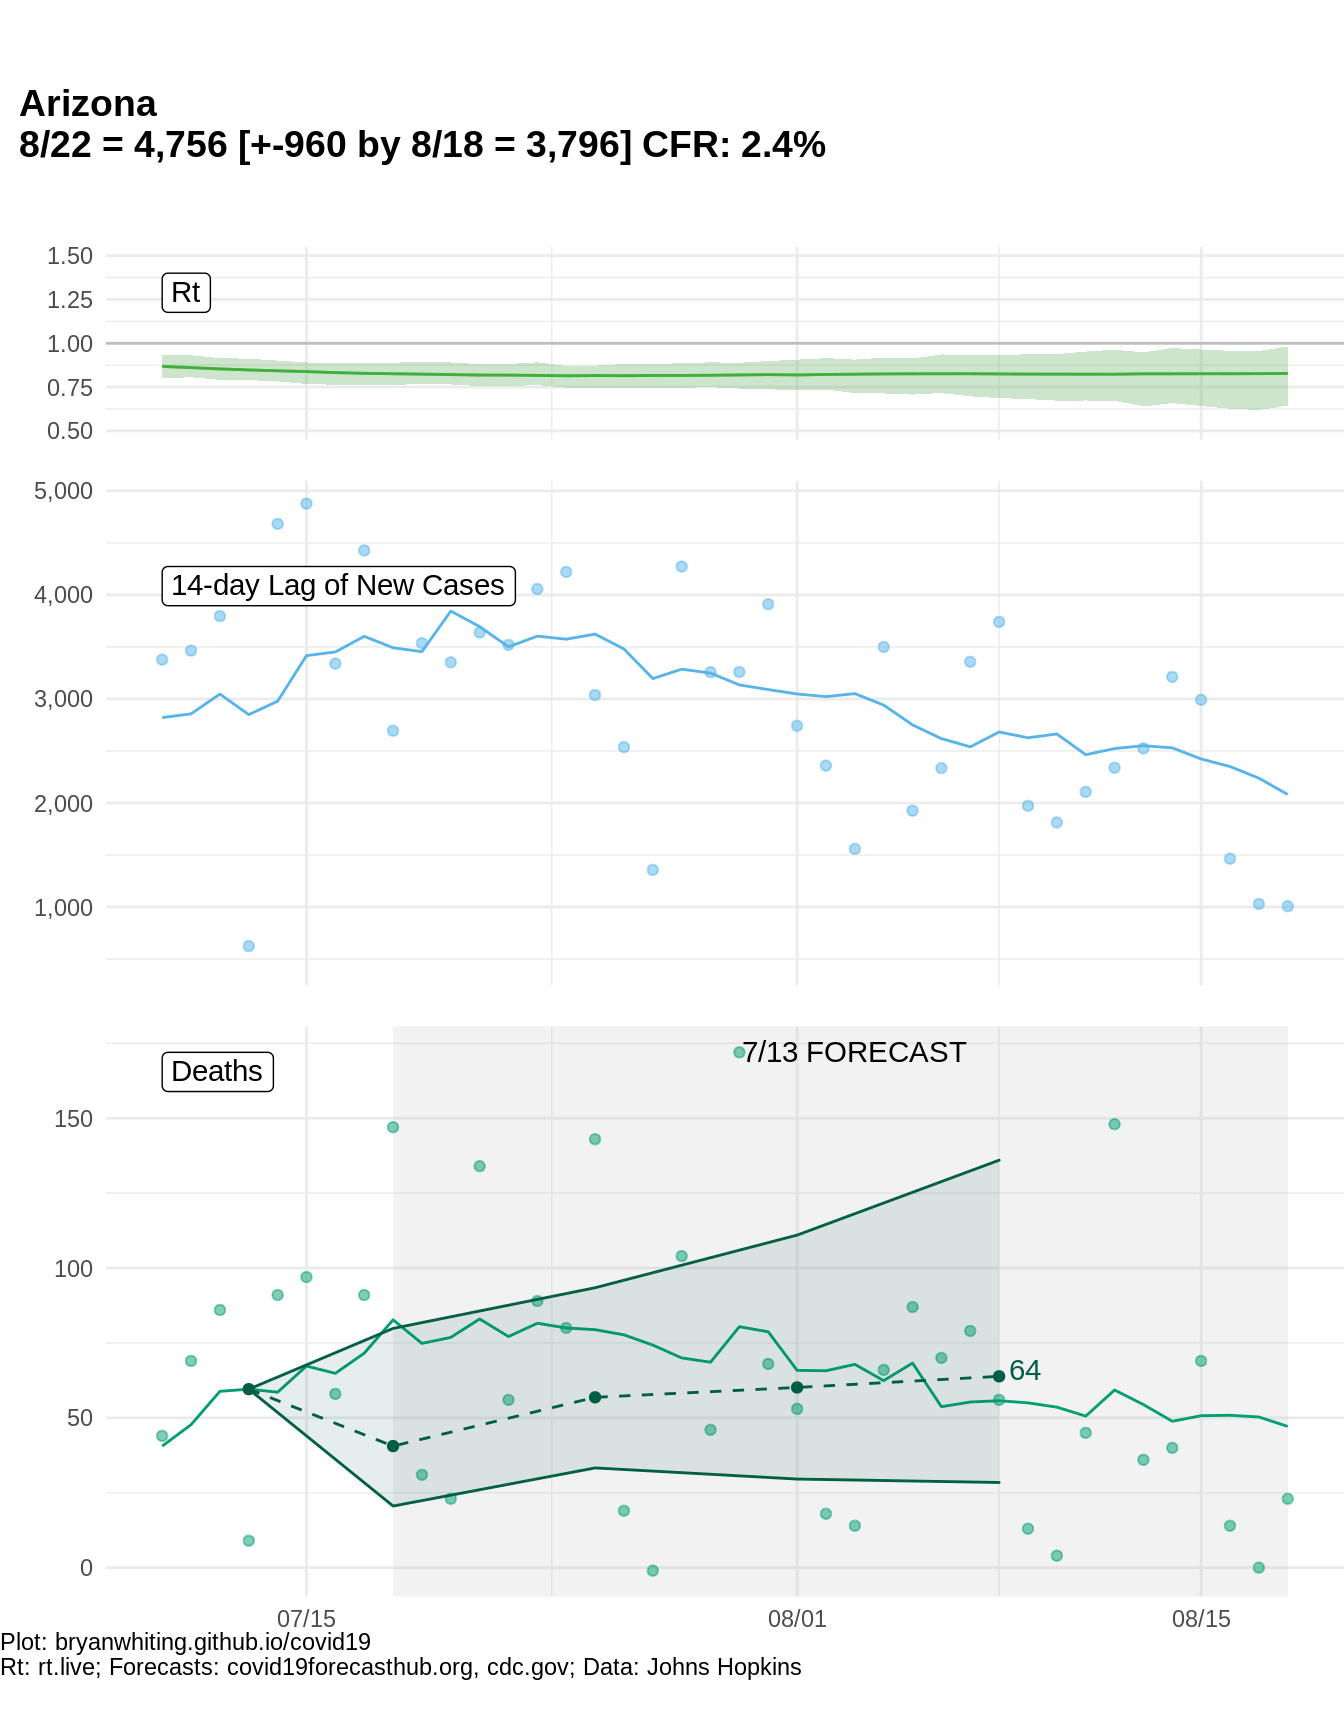 Arizona
8/22 = 4,756 [+-960 by 8/18 = 3,796] CFR: 2.4%
1.50
Rt
1.25
1.00
0.75
0.50
5,000
14-day Lag of New Cases
4,000
3,000
2,000
1,000
7/13 FORECAST
Deaths
150
100
64
50
0
07/15 08/01 08/15
Plot: bryanwhiting.github.io/covid19
Rt: rt.live; Forecasts: covid19forecasthub.org, cdc.gov; Data: Johns Hopkins